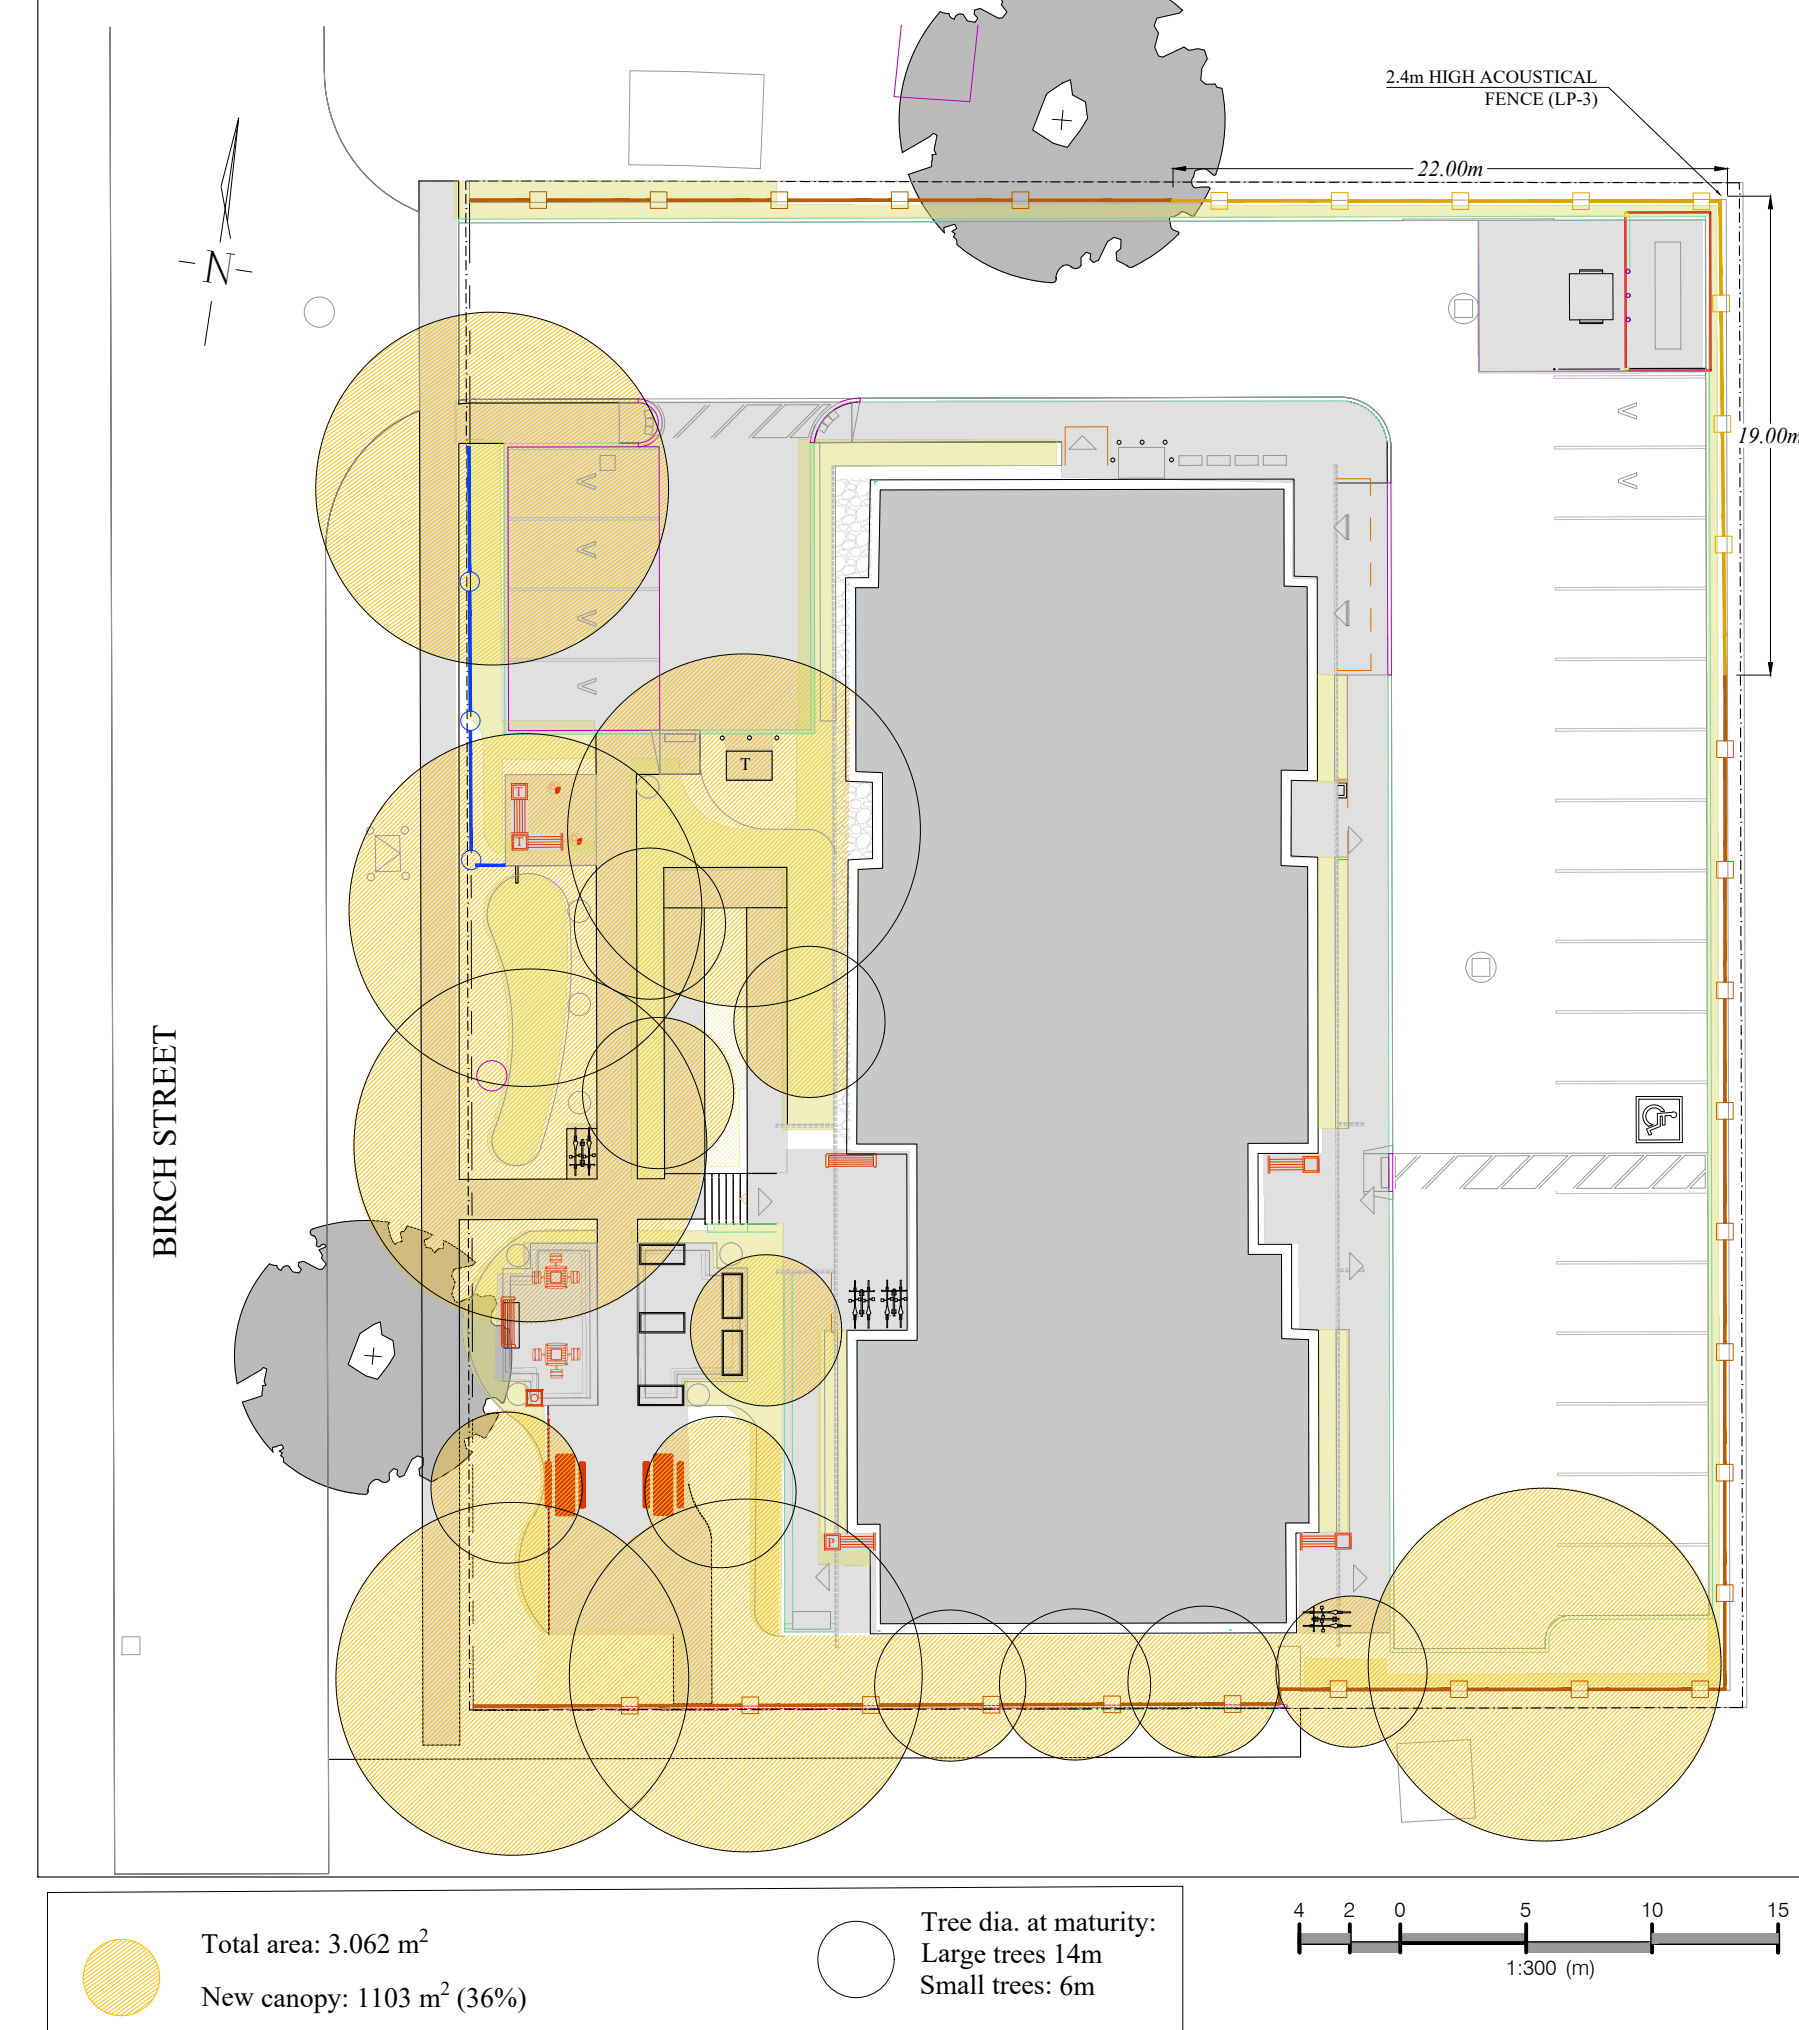 2.4m HIGH ACOUSTICAL
FENCE (LP-3)
22.00m
N
19.00m
T
T
T
BIRCH STREET
P
Total area: 3.062 m²
New canopy: 1103 m² (36%)
Tree dia. at maturity:
Large trees 14m
Small trees: 6m
4 2 0 5 10 15
1:300 (m)